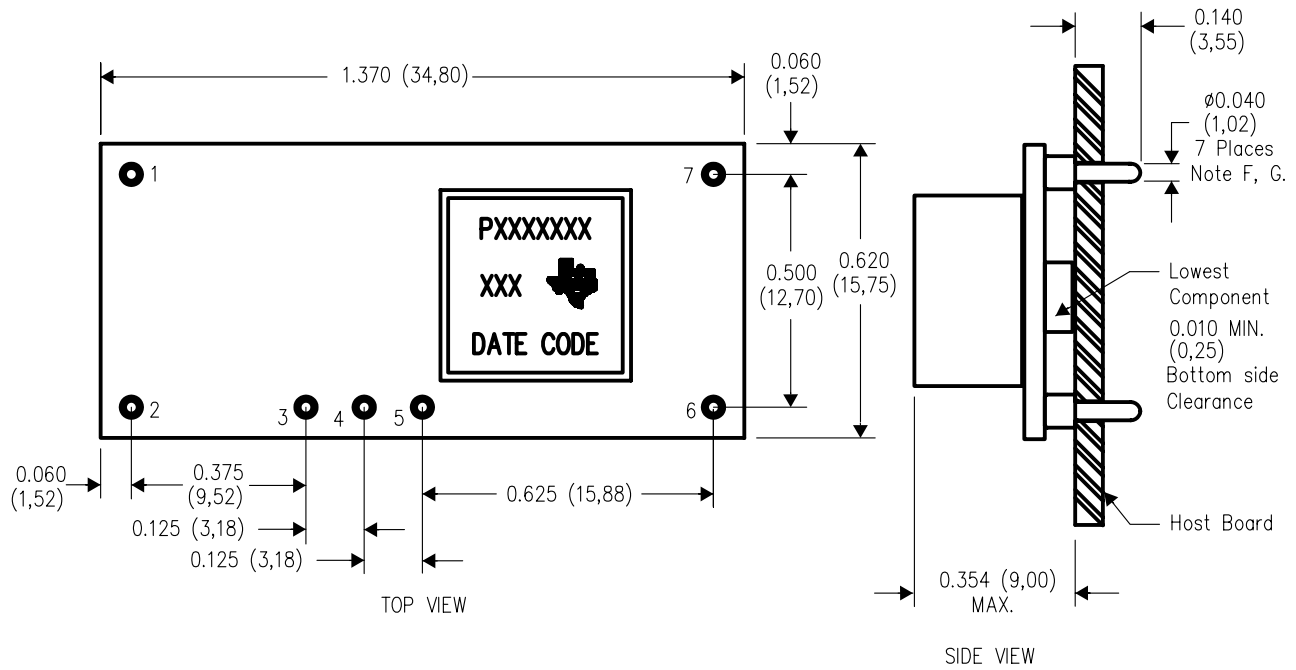 0.140
(3,55)
1.370 (34,80)
0.060
(1,52)
ø0.040
(1,02)
7 Places
Note F, G.
1
7
PXXXXXXX
XXX
DATE CODE
0.500
(12,70)
0.620
(15,75)
Lowest
Component
0.010 MIN.
(0,25)
Bottom side
Clearance
2
3
4
5
6
0.060
(1,52)
0.375
(9,52)
0.625 (15,88)
0.125 (3,18)
0.125 (3,18)
Host Board
0.354 (9,00)
MAX.
TOP VIEW
SIDE VIEW